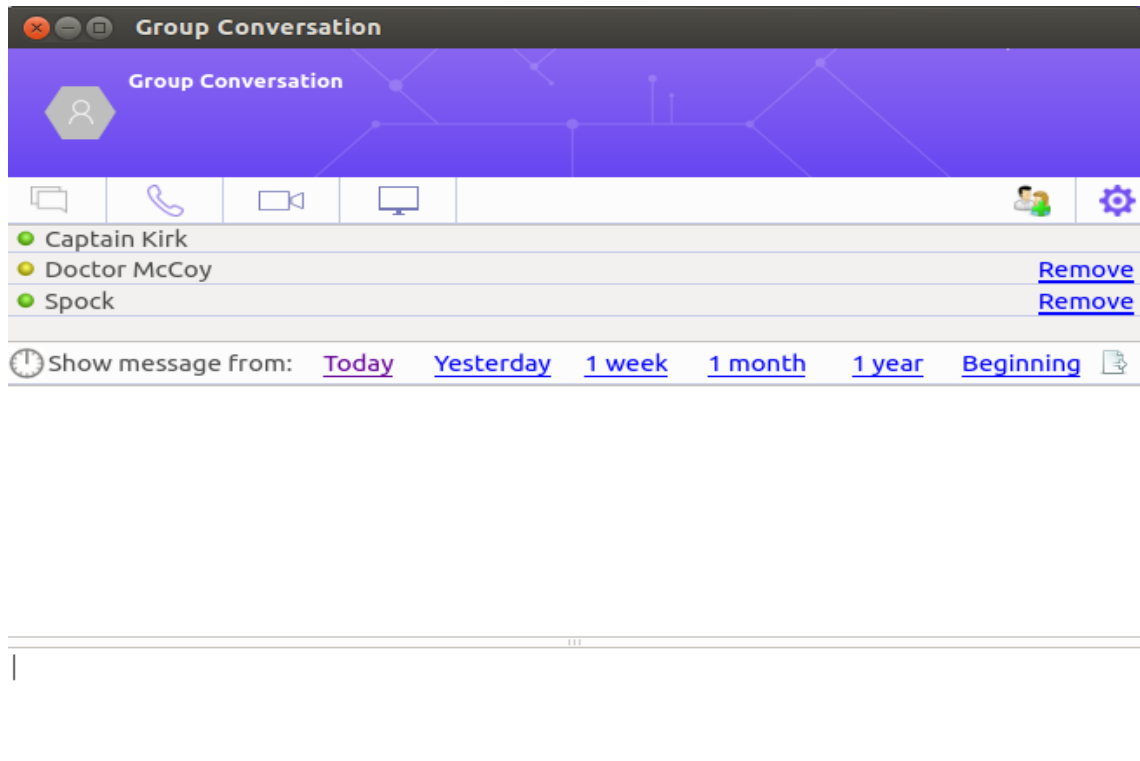 Group Conversation
Group Conversation
Captain Kirk
Doctor McCoy Remove
Spock Remove
Show message from: Today Yesterday 1 week 1 month 1 year Beginning